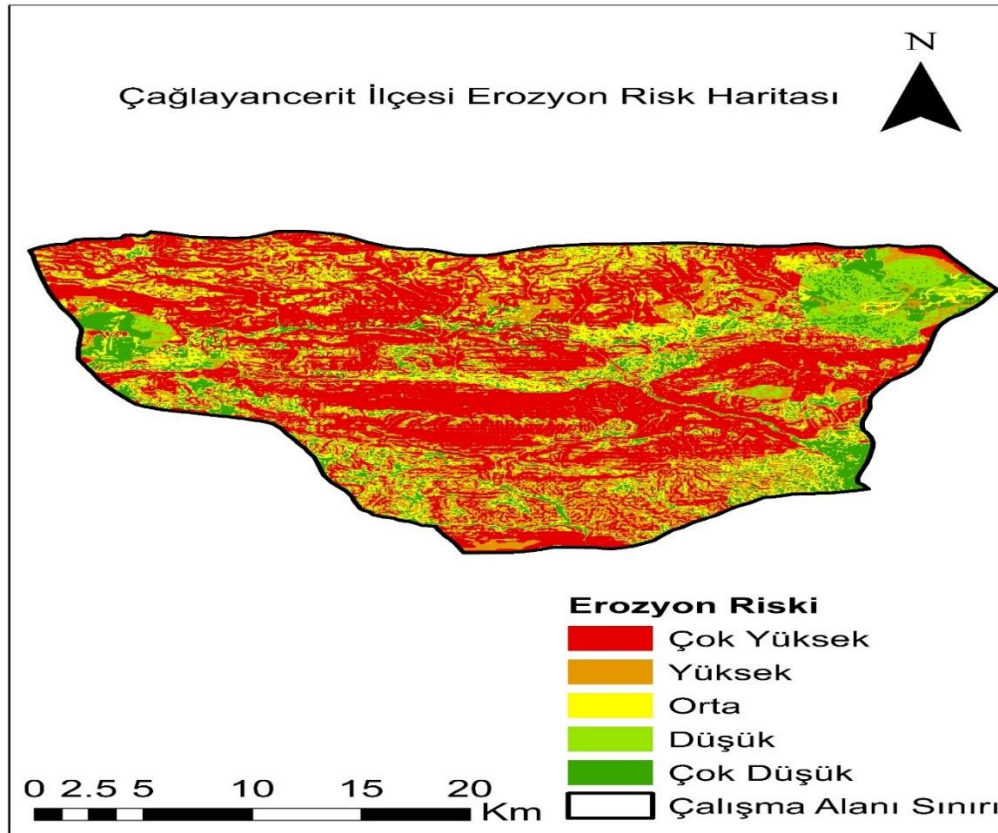 N
Çağlayancerit İlçesi Erozyon Risk Haritası
Erozyon Riski
Çok Yüksek
Yüksek
Orta
Düşük
Çok Düşük
Çalışma Alanı Sınırı
0 2.5 5 10 15 20
Km